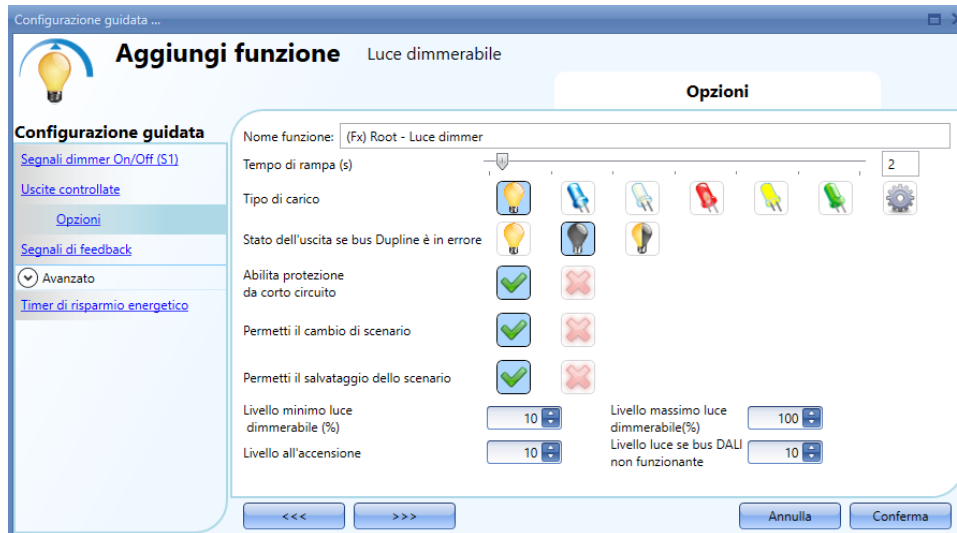 Configurazione guidata ...
Aggiungi funzione Luce dimmerabile
Opzioni
Configurazione guidata
Segnali dimmer On/Off (S1)
Uscite controllate
Opzioni
Segnali di feedback
Avanzato
Timer di risparmio energetico
Nome funzione: (Fx) Root - Luce dimmer
Tempo di rampa (s) 2
Tipo di carico
Stato dell'uscita se bus Dupline è in errore
Abilita protezione
da corto circuito
Permetti il cambio di scenario
Permetti il salvataggio dello scenario
Livello minimo luce
dimmerabile (%) 10
Livello massimo luce
dimmerabile(%) 100
Livello all'accensione 10
Livello luce se bus DALI
non funzionante 10
<<< >>> Annulla Conferma